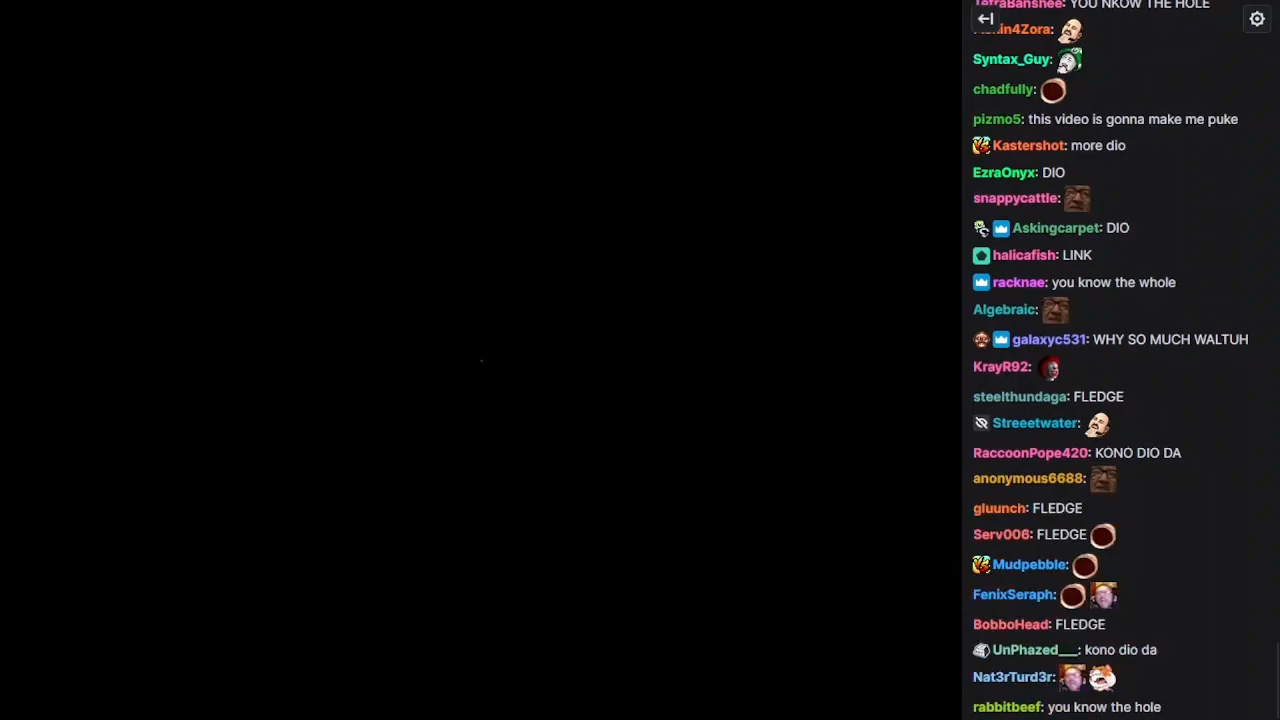 TetraBanshee: YOU NKOW THE HOLE
in4Zora:
Syntax_Guy:
chadfully:
pizmo5: this video is gonna make me puke
Kastershot: more dio
EzraOnyx: DIO
snappycattle:
Askingcarpet: DIO
halicafish: LINK
racknae: you know the whole
Algebraic:
galaxyc531: WHY SO MUCH WALTUH
KrayR92:
steelthundaga: FLEDGE
Streeetwater:
RaccoonPope420: KONO DIO DA
anonymous6688:
gluunch: FLEDGE
Serv006: FLEDGE
Mudpebble:
FenixSeraph:
BobboHead: FLEDGE
UnPhazed___: kono dio da
Nat3rTurd3r:
rabbitbeef: you know the hole